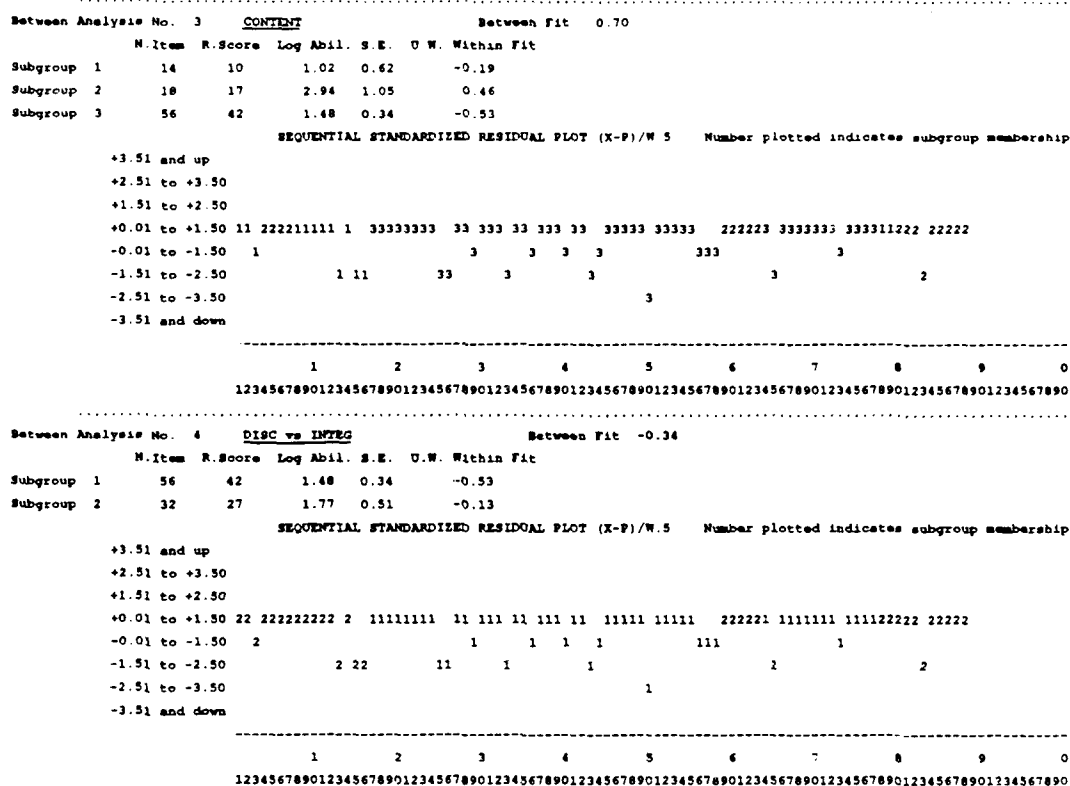 Between Analysis No. 3 CONTENT Between Fit 0.70
N.Item R.Score Log Abil. S.E. U W. Within Fit
Subgroup 1 14 10 1.02 0.62 -0.19
Subgroup 2 18 17 2.94 1.05 0.46
Subgroup 3 56 42 1.48 0.34 -0.53
SEQUENTIAL STANDARDIZED RESIDUAL PLOT (X-P)/W 5 Number plotted indicates subgroup membership
+3.51 and up
+2.51 to +3.50
+1.51 to +2.50
+0.01 to +1.50 11 222211111 1 33333333 33 333 33 333 33 33333 33333 222223 3333333 333311222 22222
-0.01 to -1.50 1 3 3 3 3 333 3
-1.51 to -2.50 1 11 33 3 3 3 2
-2.51 to -3.50 3
-3.51 and down
1 2 3 4 5 6 7 8 9 0
1234567890123456789012345678901234567890123456789012345678901234567890123456789012345678901234567890
Between Analysis No. 4 DISC vs INTEG Between Fit -0.34
N.Item R.Score Log Abil. S.E. U.W. Within Fit
Subgroup 1 56 42 1.48 0.34 -0.53
Subgroup 2 32 27 1.77 0.51 -0.13
SEQUENTIAL STANDARDIZED RESIDUAL PLOT (X-P)/W.5 Number plotted indicates subgroup membership
+3.51 and up
+2.51 to +3.50
+1.51 to +2.50
+0.01 to +1.50 22 222222222 2 11111111 11 111 11 111 11 11111 11111 222221 1111111 111122222 22222
-0.01 to -1.50 2 1 1 1 1 111 1
-1.51 to -2.50 2 22 11 1 1 1 2
-2.51 to -3.50 1
-3.51 and down
1 2 3 4 5 6 7 8 9 0
1234567890123456789012345678901234567890123456789012345678901234567890123456789012345678901234567890